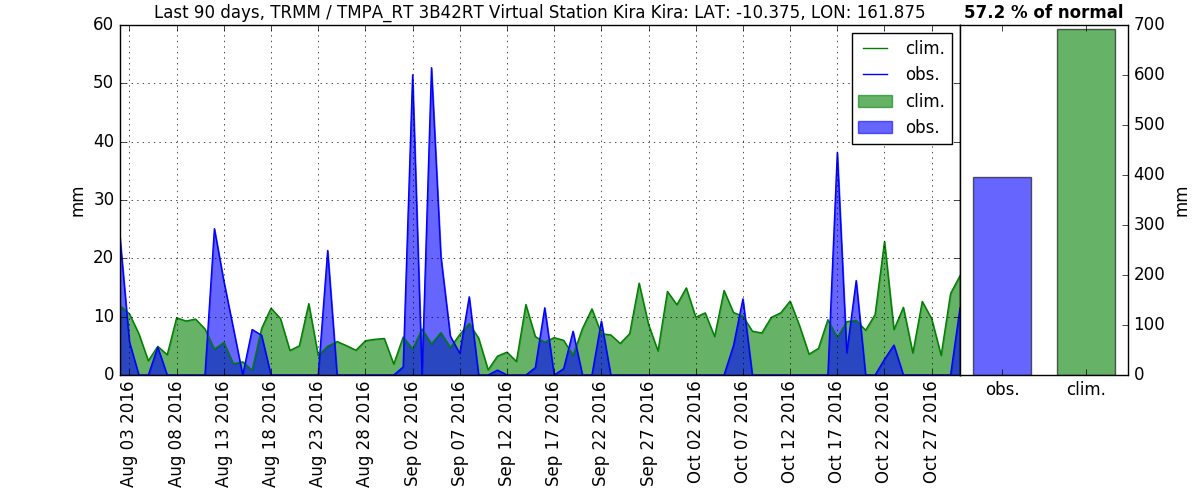 Last 90 days, TRMM / TMPA_RT 3B42RT Virtual Station Kira Kira: LAT: -10.375, LON: 161.875
57.2 % of normal
60
50
40
30
20
10
0
mm
clim.
obs.
clim.
obs.
700
600
500
400
300
200
100
0
mm
obs.
clim.
Aug 03 2016
Aug 08 2016
Aug 13 2016
Aug 18 2016
Aug 23 2016
Aug 28 2016
Sep 02 2016
Sep 07 2016
Sep 12 2016
Sep 17 2016
Sep 22 2016
Sep 27 2016
Oct 02 2016
Oct 07 2016
Oct 12 2016
Oct 17 2016
Oct 22 2016
Oct 27 2016